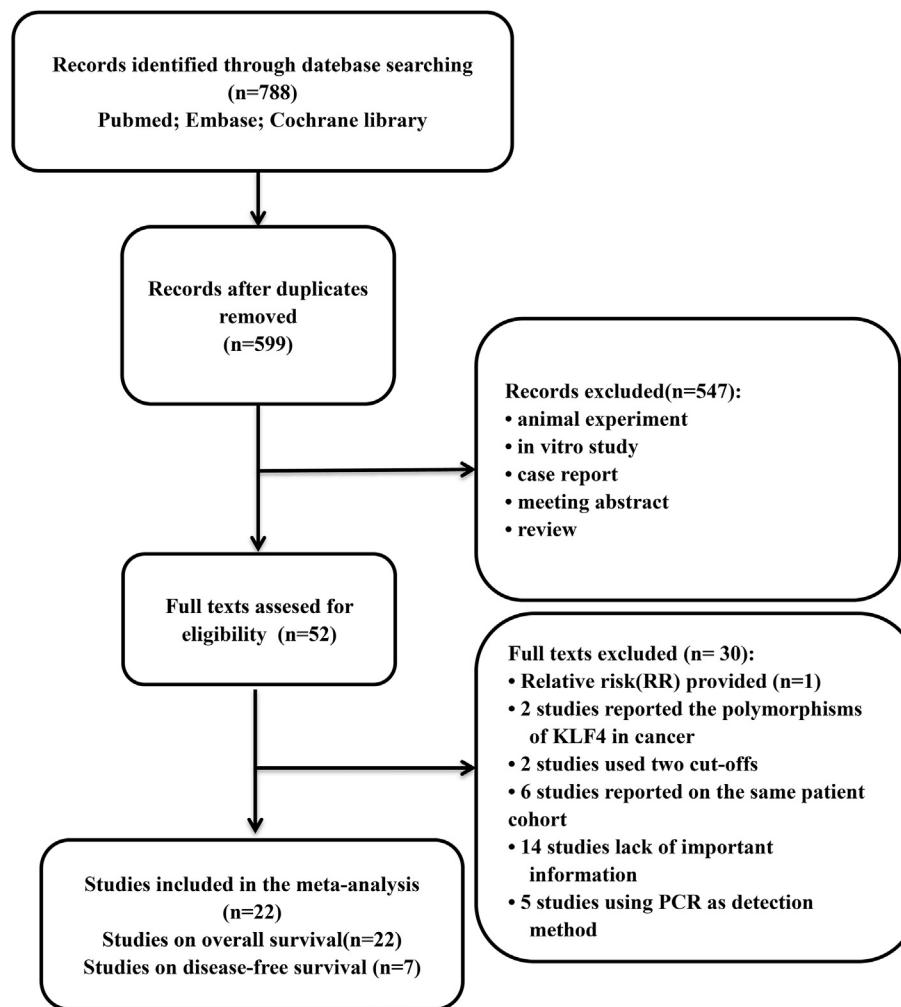 Records identified through datebase searching
(n=788)
Pubmed; Embase; Cochrane library
Records after duplicates
removed
(n=599)
Records excluded(n=547):
• animal experiment
• in vitro study
• case report
• meeting abstract
• review
Full texts assesed for
eligibility (n=52)
Full texts excluded (n= 30):
• Relative risk(RR) provided (n=1)
• 2 studies reported the polymorphisms
of KLF4 in cancer
• 2 studies used two cut-offs
• 6 studies reported on the same patient
cohort
• 14 studies lack of important
information
• 5 studies using PCR as detection
method
Studies included in the meta-analysis
(n=22)
Studies on overall survival(n=22)
Studies on disease-free survival (n=7)